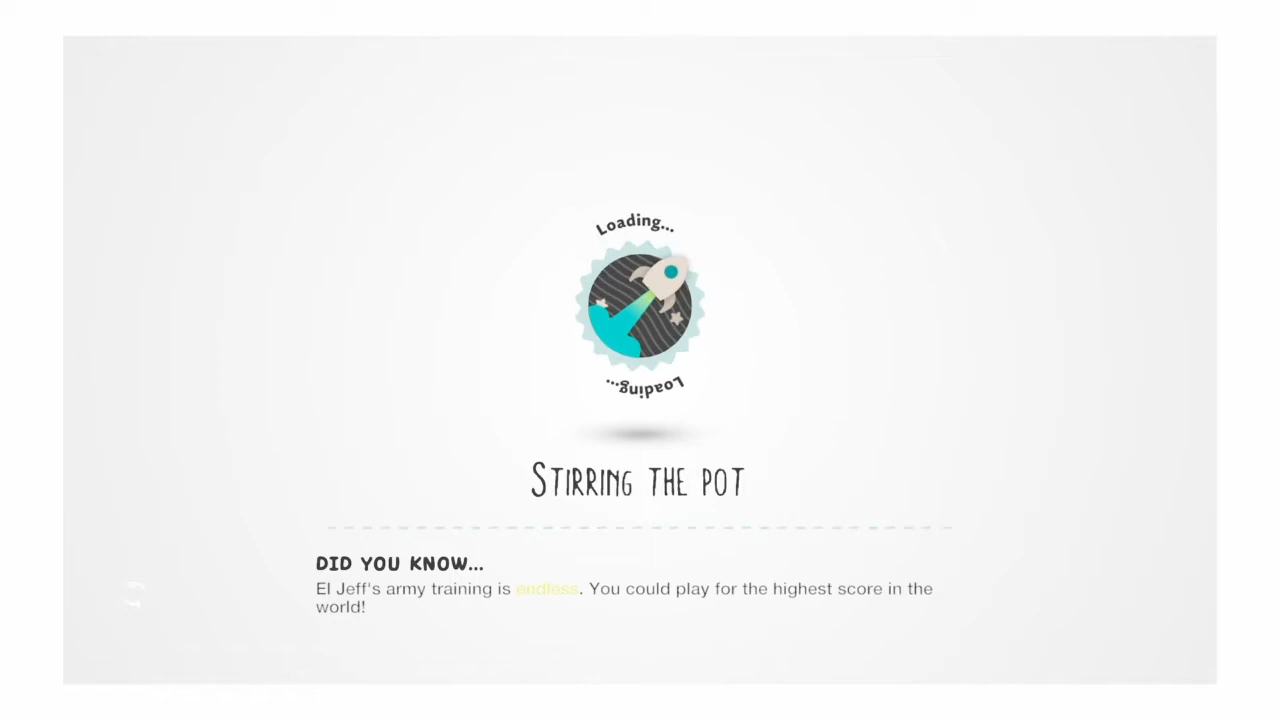 Loading...
Loading...
STIRRING THE POT
DID YOU KNOW...
El Jeff's army training is endless. You could play for the highest score in the
world!